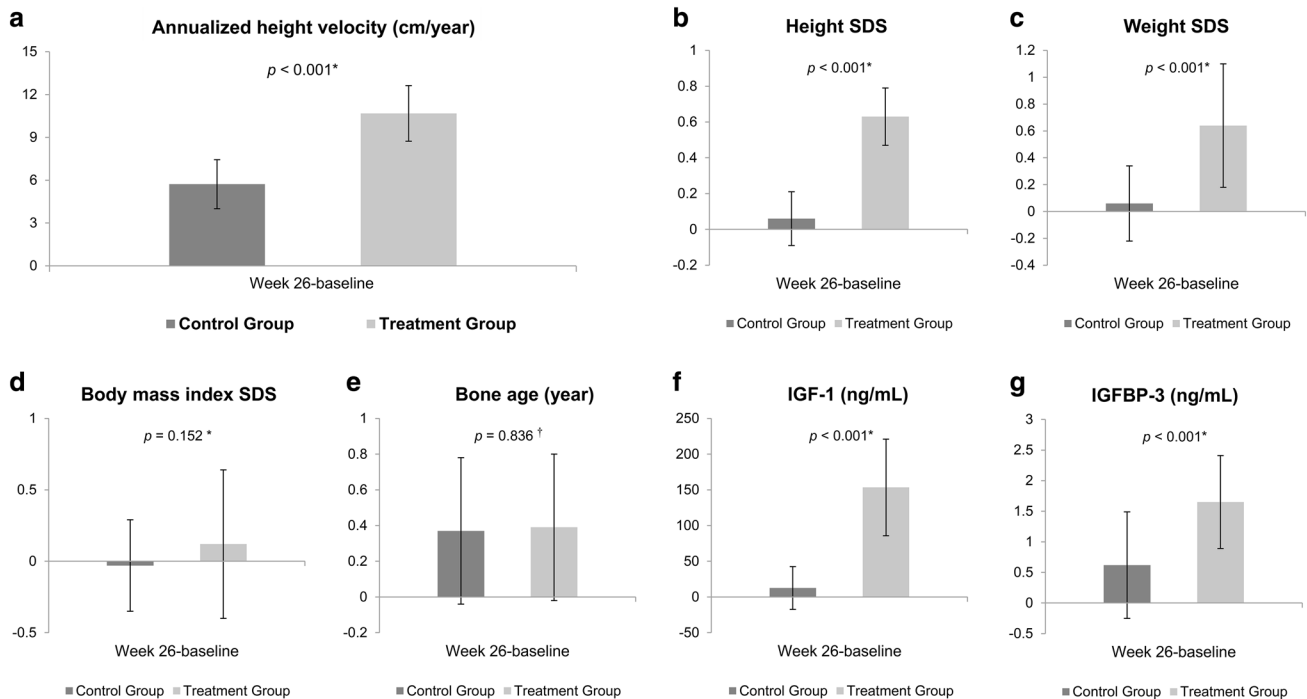 a
Annualized height velocity (cm/year)
15
12
9
6
3
0
p < 0.001*
Week 26-baseline
Control Group Treatment Group
b
Height SDS
1
0.8
0.6
0.4
0.2
0
-0.2
p < 0.001*
Week 26-baseline
Control Group Treatment Group
c
Weight SDS
1.2
1
0.8
0.6
0.4
0.2
0
-0.2
-0.4
p < 0.001*
Week 26-baseline
Control Group Treatment Group
d
Body mass index SDS
1
0.5
0
-0.5
p = 0.152 *
Week 26-baseline
Control Group Treatment Group
e
Bone age (year)
1
0.8
0.6
0.4
0.2
0
-0.2
p = 0.836 †
Week 26-baseline
Control Group Treatment Group
f
IGF-1 (ng/mL)
250
200
150
100
50
0
-50
p < 0.001*
Week 26-baseline
Control Group Treatment Group
g
IGFBP-3 (ng/mL)
3
2.5
2
1.5
1
0.5
0
-0.5
p < 0.001*
Week 26-baseline
Control Group Treatment Group